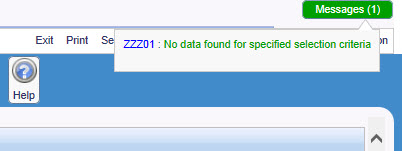 Messages (1)
Exit Print Se on
ZZZ01 : No data found for specified selection criteria
Help